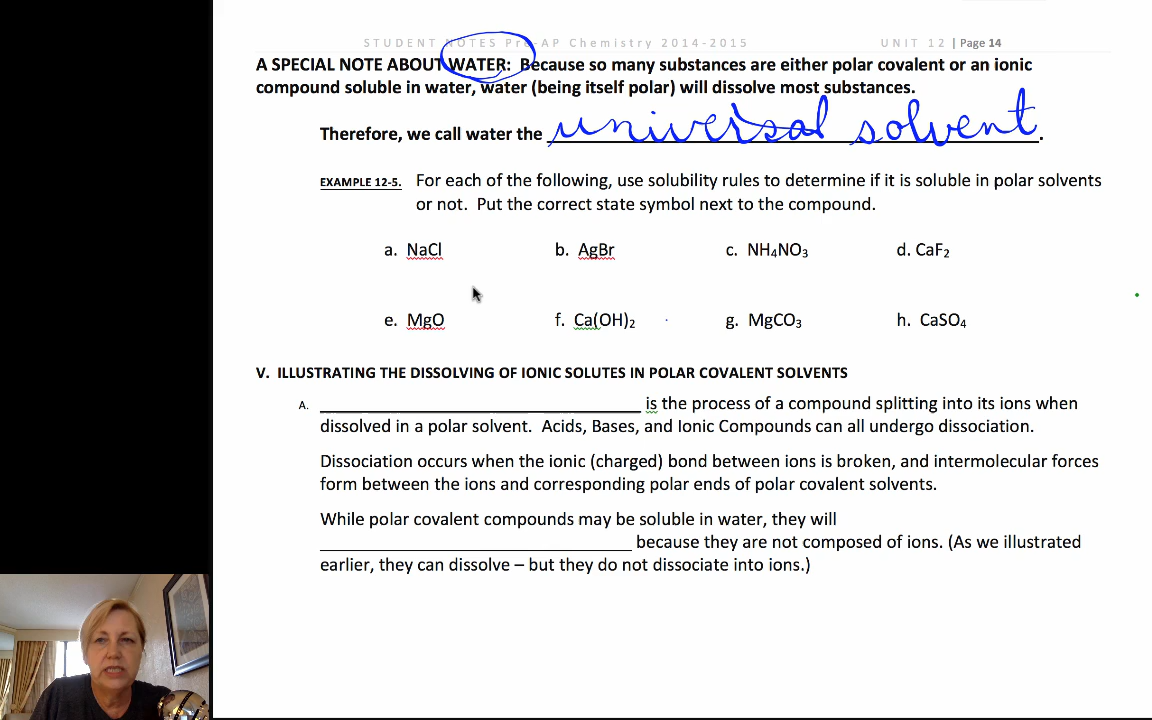 STUDENT NOTES Pre-AP Chemistry 2014-2015 UNIT 12 | Page 14
A SPECIAL NOTE ABOUT WATER: Because so many substances are either polar covalent or an ionic
compound soluble in water, water (being itself polar) will dissolve most substances.
Therefore, we call water the universal solvent.
EXAMPLE 12-5. For each of the following, use solubility rules to determine if it is soluble in polar solvents
or not. Put the correct state symbol next to the compound.
a. NaCl b. AgBr c. NH₄NO₃ d. CaF₂
e. MgO f. Ca(OH)₂ g. MgCO₃ h. CaSO₄
V. ILLUSTRATING THE DISSOLVING OF IONIC SOLUTES IN POLAR COVALENT SOLVENTS
A. ________________ is the process of a compound splitting into its ions when
dissolved in a polar solvent. Acids, Bases, and Ionic Compounds can all undergo dissociation.
Dissociation occurs when the ionic (charged) bond between ions is broken, and intermolecular forces
form between the ions and corresponding polar ends of polar covalent solvents.
While polar covalent compounds may be soluble in water, they will
________________ because they are not composed of ions. (As we illustrated
earlier, they can dissolve – but they do not dissociate into ions.)